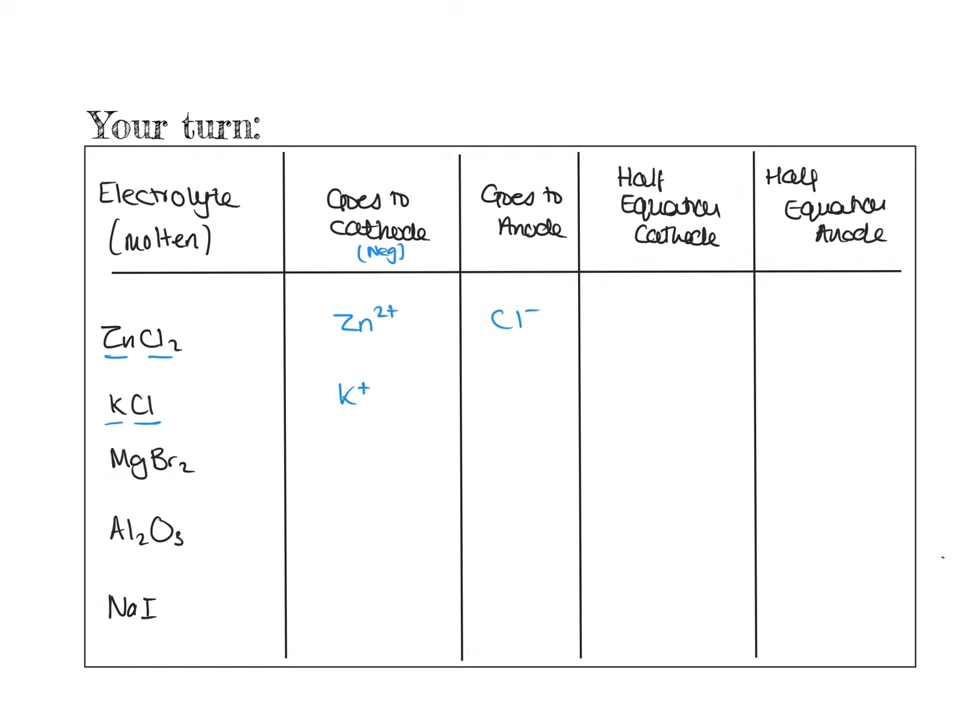 Your turn:
Electrolyte
(molten)
Goes to
Cathode
(Neg)
Goes to
Anode
Half
Equation
Cathode
Half
Equation
Anode
ZnCl₂
Zn²⁺
Cl⁻
KCl
K⁺
MgBr₂
Al₂O₃
NaI